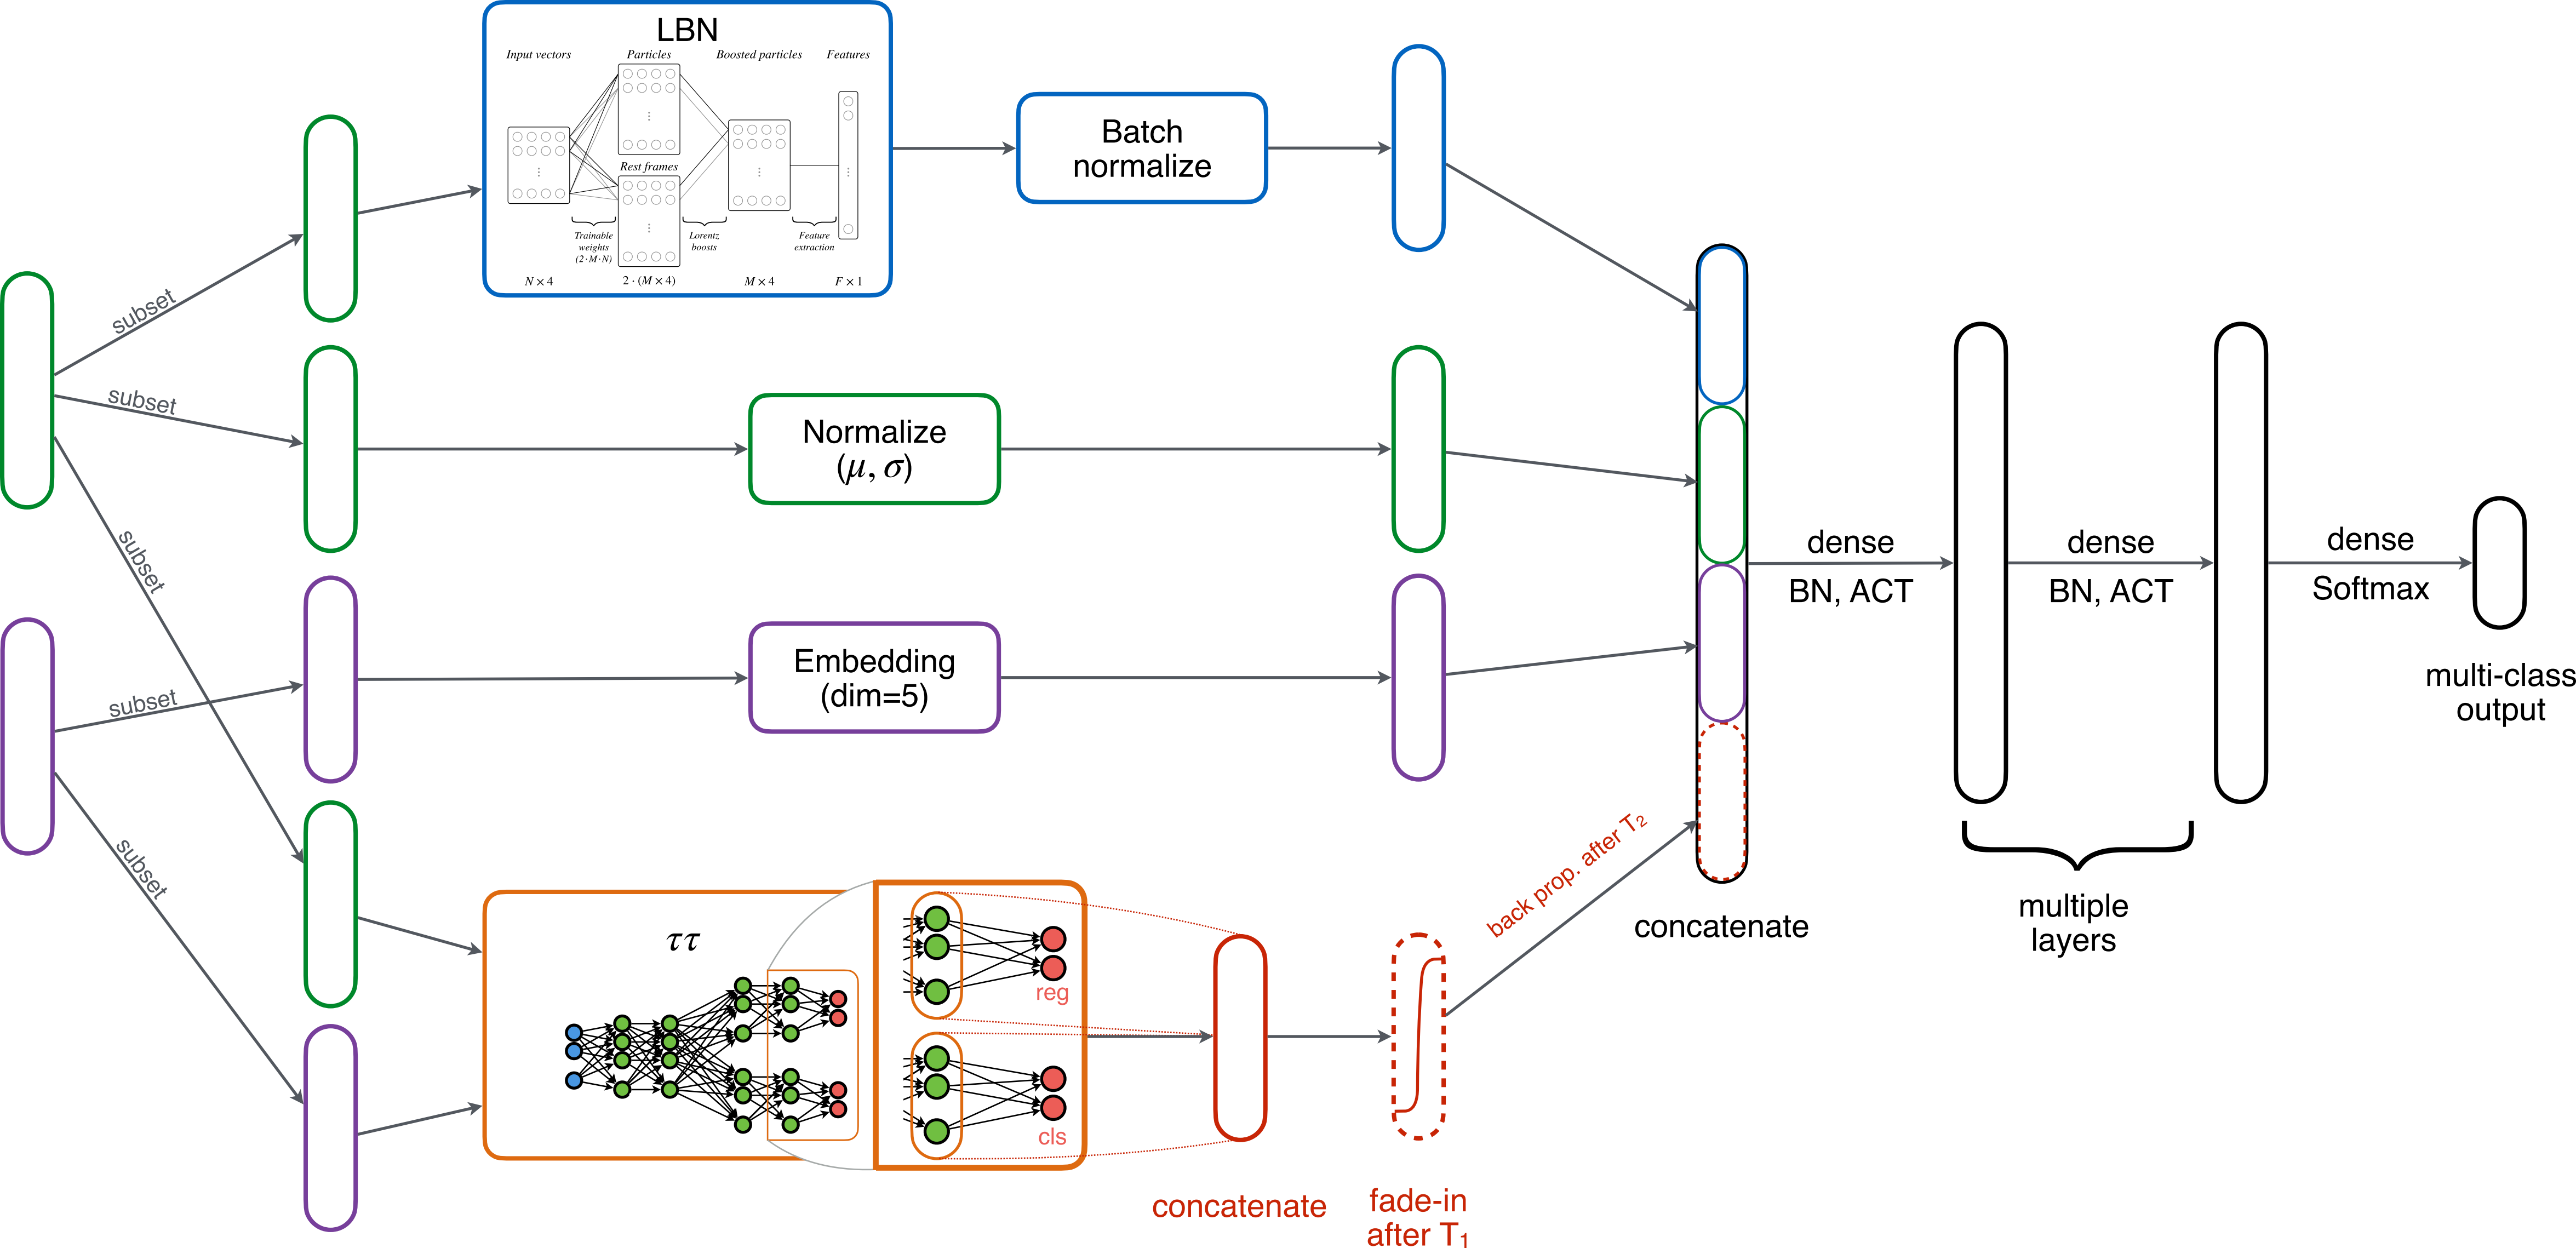 LBN
Input vectors
Particles
Boosted particles
Features
Rest frames
Trainable
weights
(2·M·N)
Lorentz
boosts
Feature
extraction
N × 4
2 · (M × 4)
M × 4
F × 1
Batch
normalize
subset
subset
subset
subset
subset
Normalize
(μ, σ)
Embedding
(dim=5)
ττ
reg
cls
concatenate
fade-in
after T₁
back prop. after T₂
concatenate
dense
BN, ACT
dense
BN, ACT
dense
Softmax
multiple
layers
multi-class
output